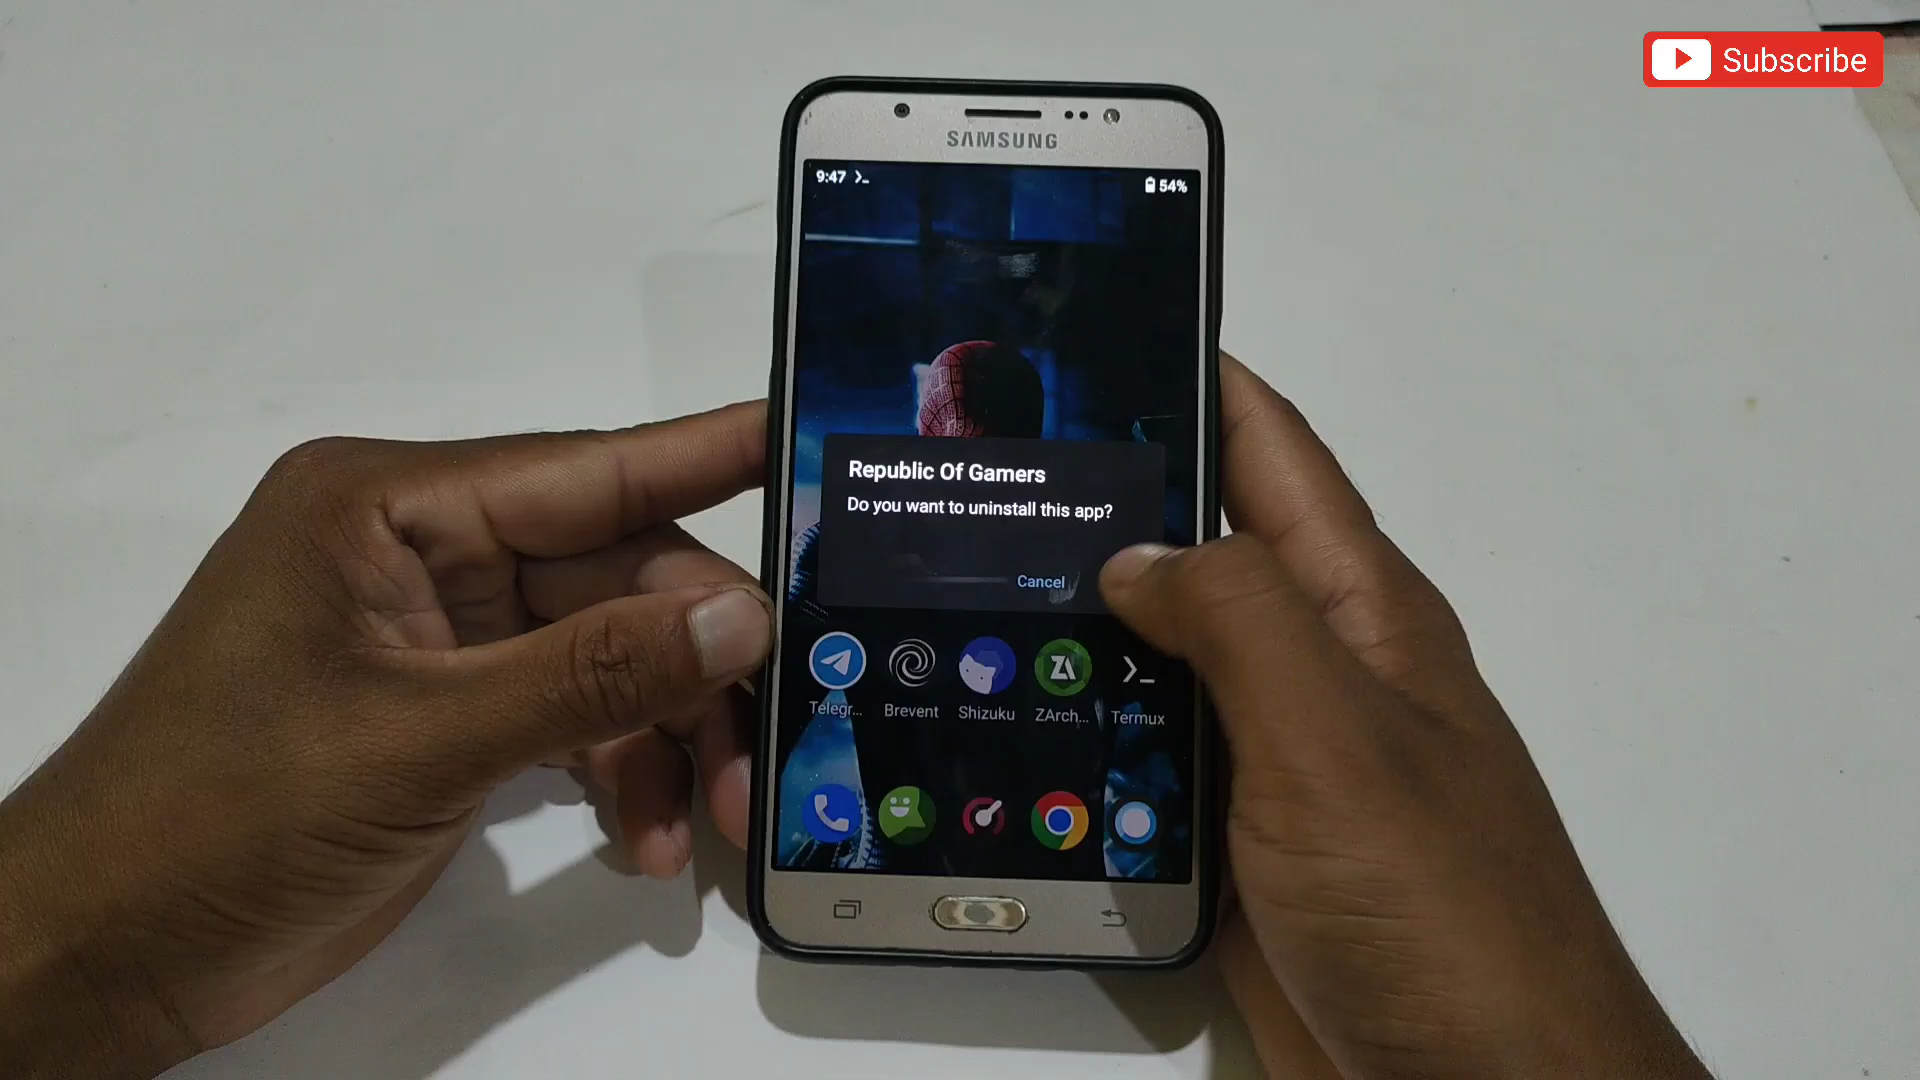 Subscribe
SAMSUNG
9:47
54%
Republic Of Gamers
Do you want to uninstall this app?
Cancel
Telegr... Brevent Shizuku ZArch... Termux